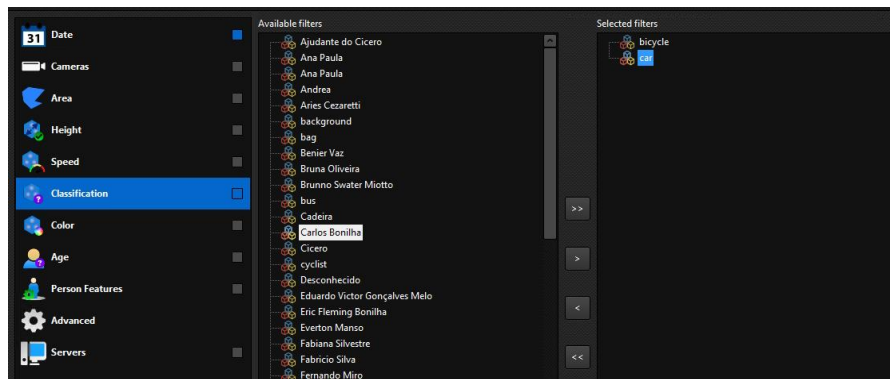 31
Date
Cameras
Area
Height
Speed
Classification
Color
Age
Person Features
Advanced
Servers
Available filters
Ajudante do Cicero
Ana Paula
Ana Paula
Andrea
Aries Cezaretti
background
bag
Benier Vaz
Bruna Oliveira
Brunno Swater Miotto
bus
Cadeira
Carlos Bonilha
Cicero
cyclist
Desconhecido
Eduardo Victor Gonçalves Melo
Eric Fleming Bonilha
Everton Manso
Fabiana Silvestre
Fabricio Silva
Fernando Miro
>>
>
<
<<
Selected filters
bicycle
car